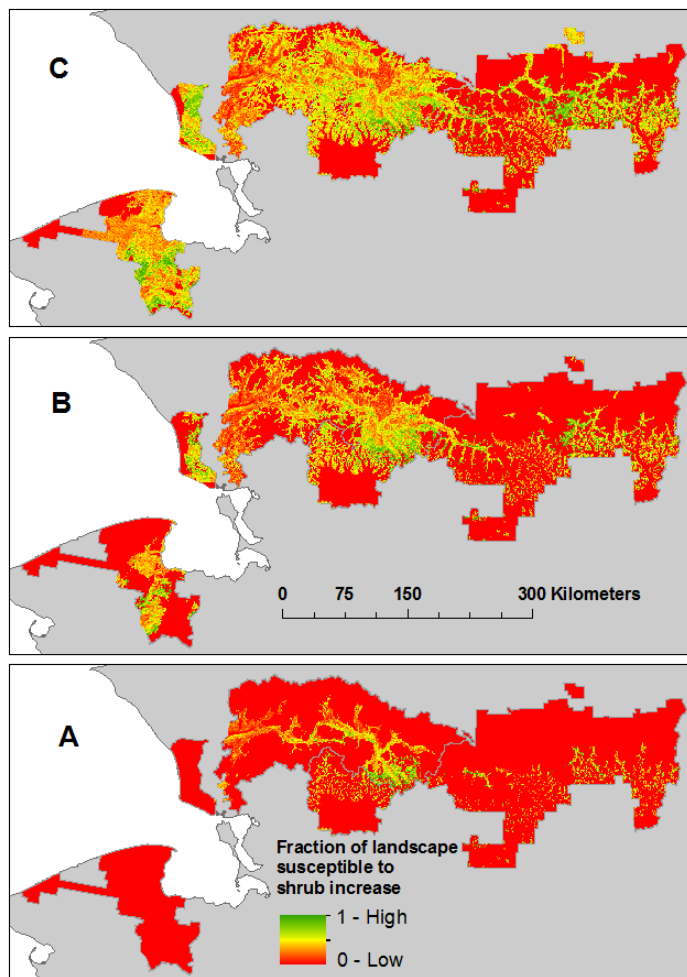 C
B
0 75 150 300 Kilometers
A
Fraction of landscape
susceptible to
shrub increase
1 - High
0 - Low